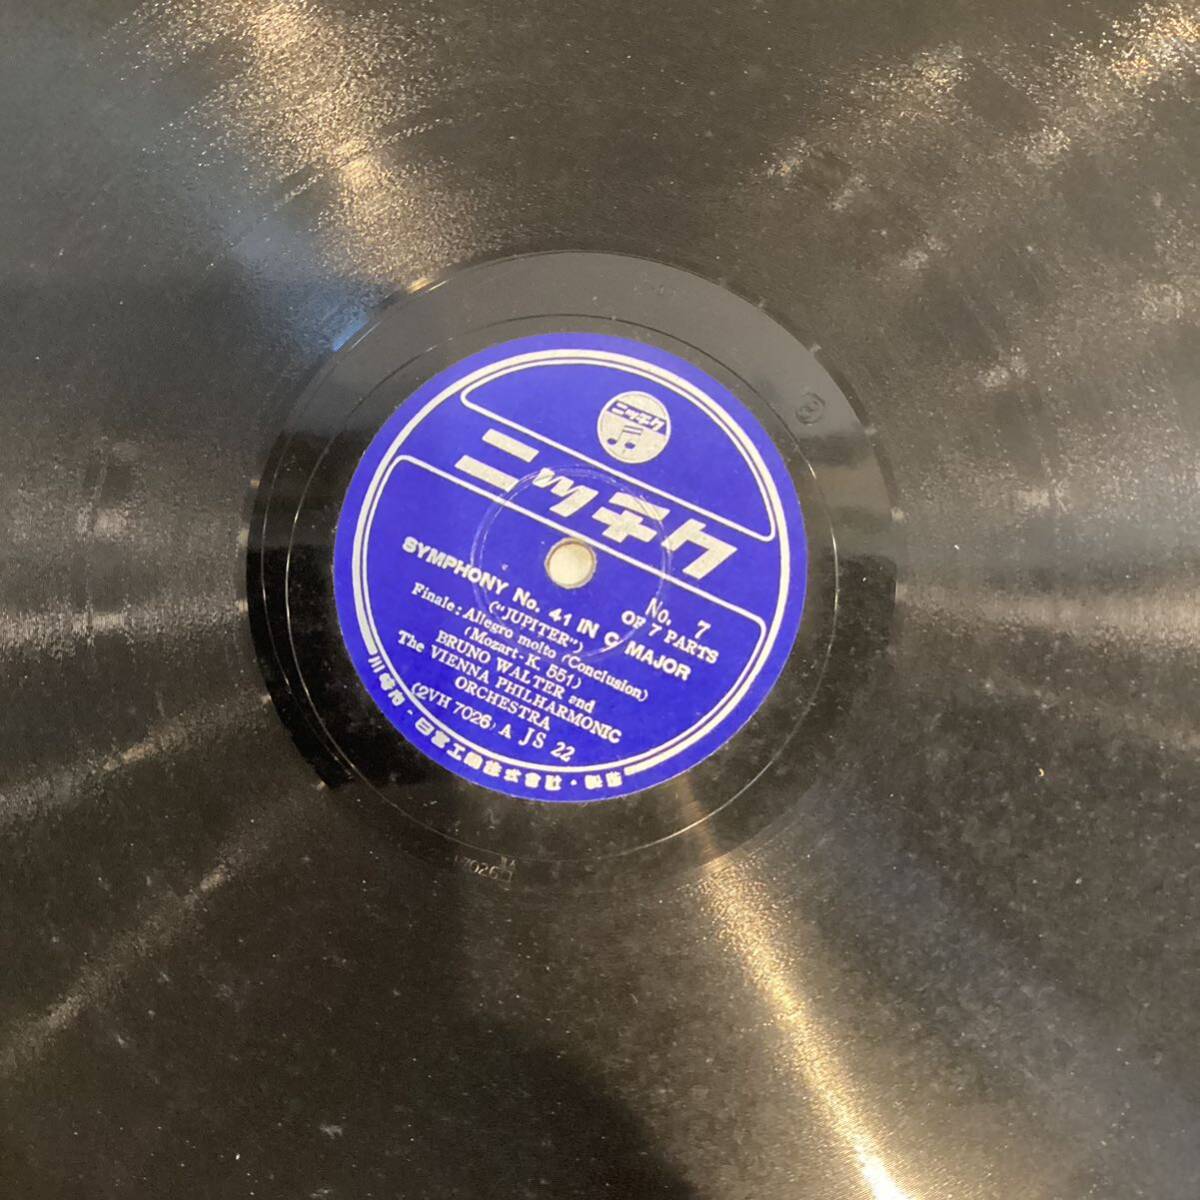 ニッチク
ニッチク
No. 7
OF 7 PARTS
SYMPHONY No. 41 IN C MAJOR
("JUPITER")
Finale: Allegro molto (Conclusion)
(Mozart-K. 551)
BRUNO WALTER and
The VIENNA PHILHARMONIC
ORCHESTRA
(2VH 7026) A JS 22
川崎市・日蓄工業株式會社・製造
7026